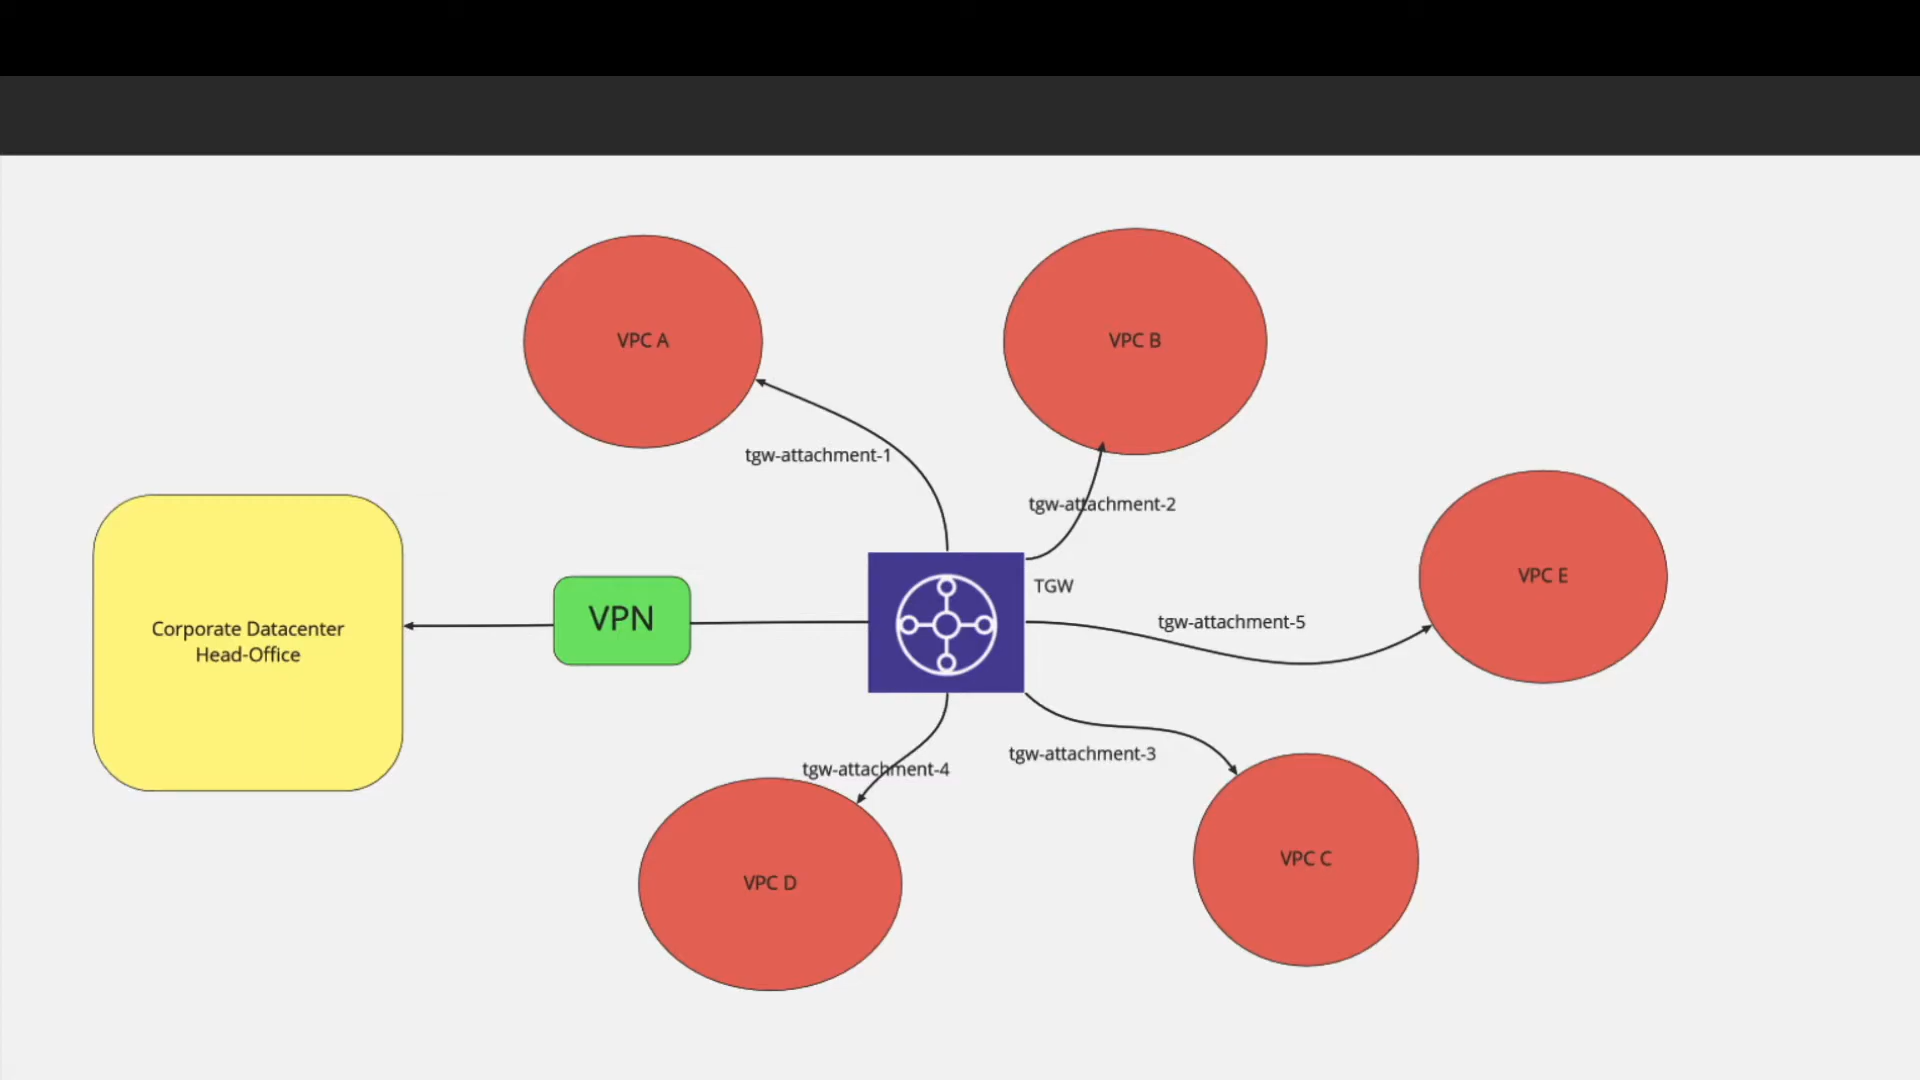 VPC A
VPC B
tgw-attachment-1
tgw-attachment-2
VPC E
TGW
VPN
tgw-attachment-5
Corporate Datacenter
Head-Office
tgw-attachment-3
tgw-attachment-4
VPC C
VPC D